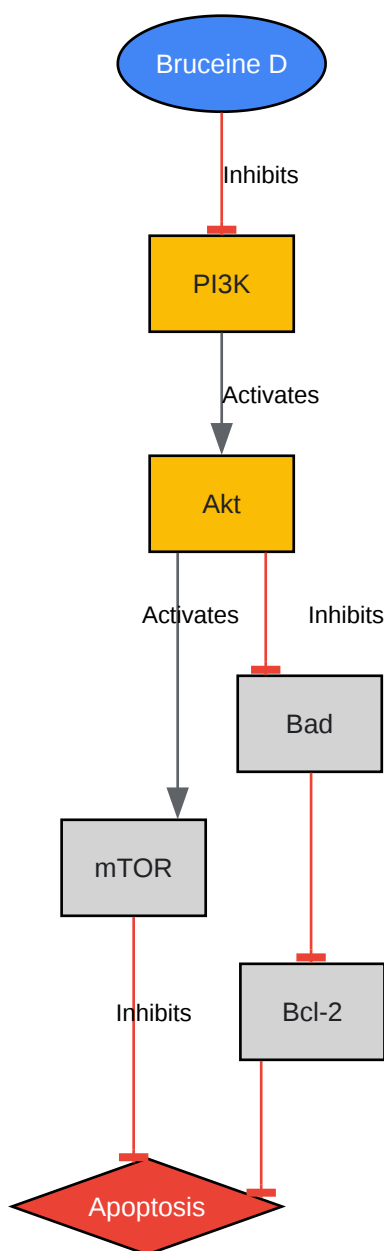 Bruceine D
Inhibits
PI3K
Activates
Akt
Activates
Inhibits
Bad
mTOR
Bcl-2
Inhibits
Apoptosis